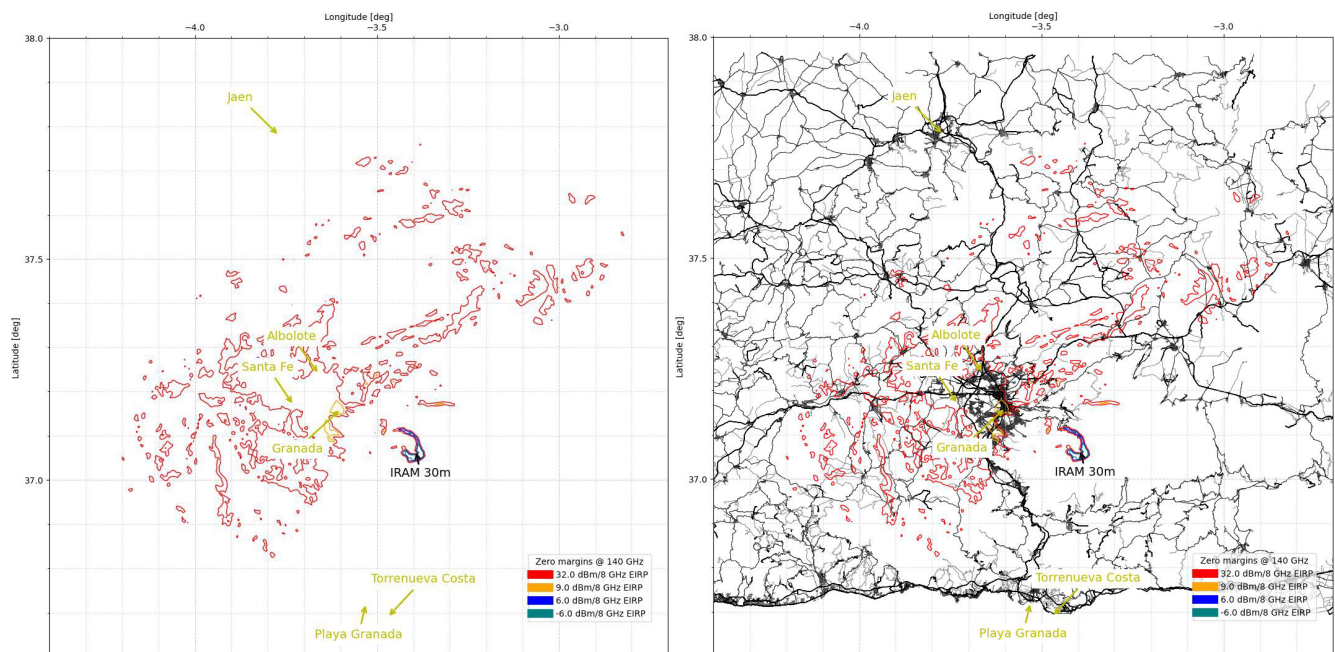 Longitude [deg]
−4.0 −3.5 −3.0
38.0
37.5
37.0
Latitude [deg]
Jaen
Albolote
Santa Fe
Granada
IRAM 30m
Torrenueva Costa
Playa Granada
Zero margins @ 140 GHz
32.0 dBm/8 GHz EIRP
9.0 dBm/8 GHz EIRP
6.0 dBm/8 GHz EIRP
-6.0 dBm/8 GHz EIRP
Longitude [deg]
−4.0 −3.5 −3.0
38.0
37.5
37.0
Latitude [deg]
Jaen
Albolote
Santa Fe
Granada
IRAM 30m
Torrenueva Costa
Playa Granada
Zero margins @ 140 GHz
32.0 dBm/8 GHz EIRP
9.0 dBm/8 GHz EIRP
6.0 dBm/8 GHz EIRP
-6.0 dBm/8 GHz EIRP